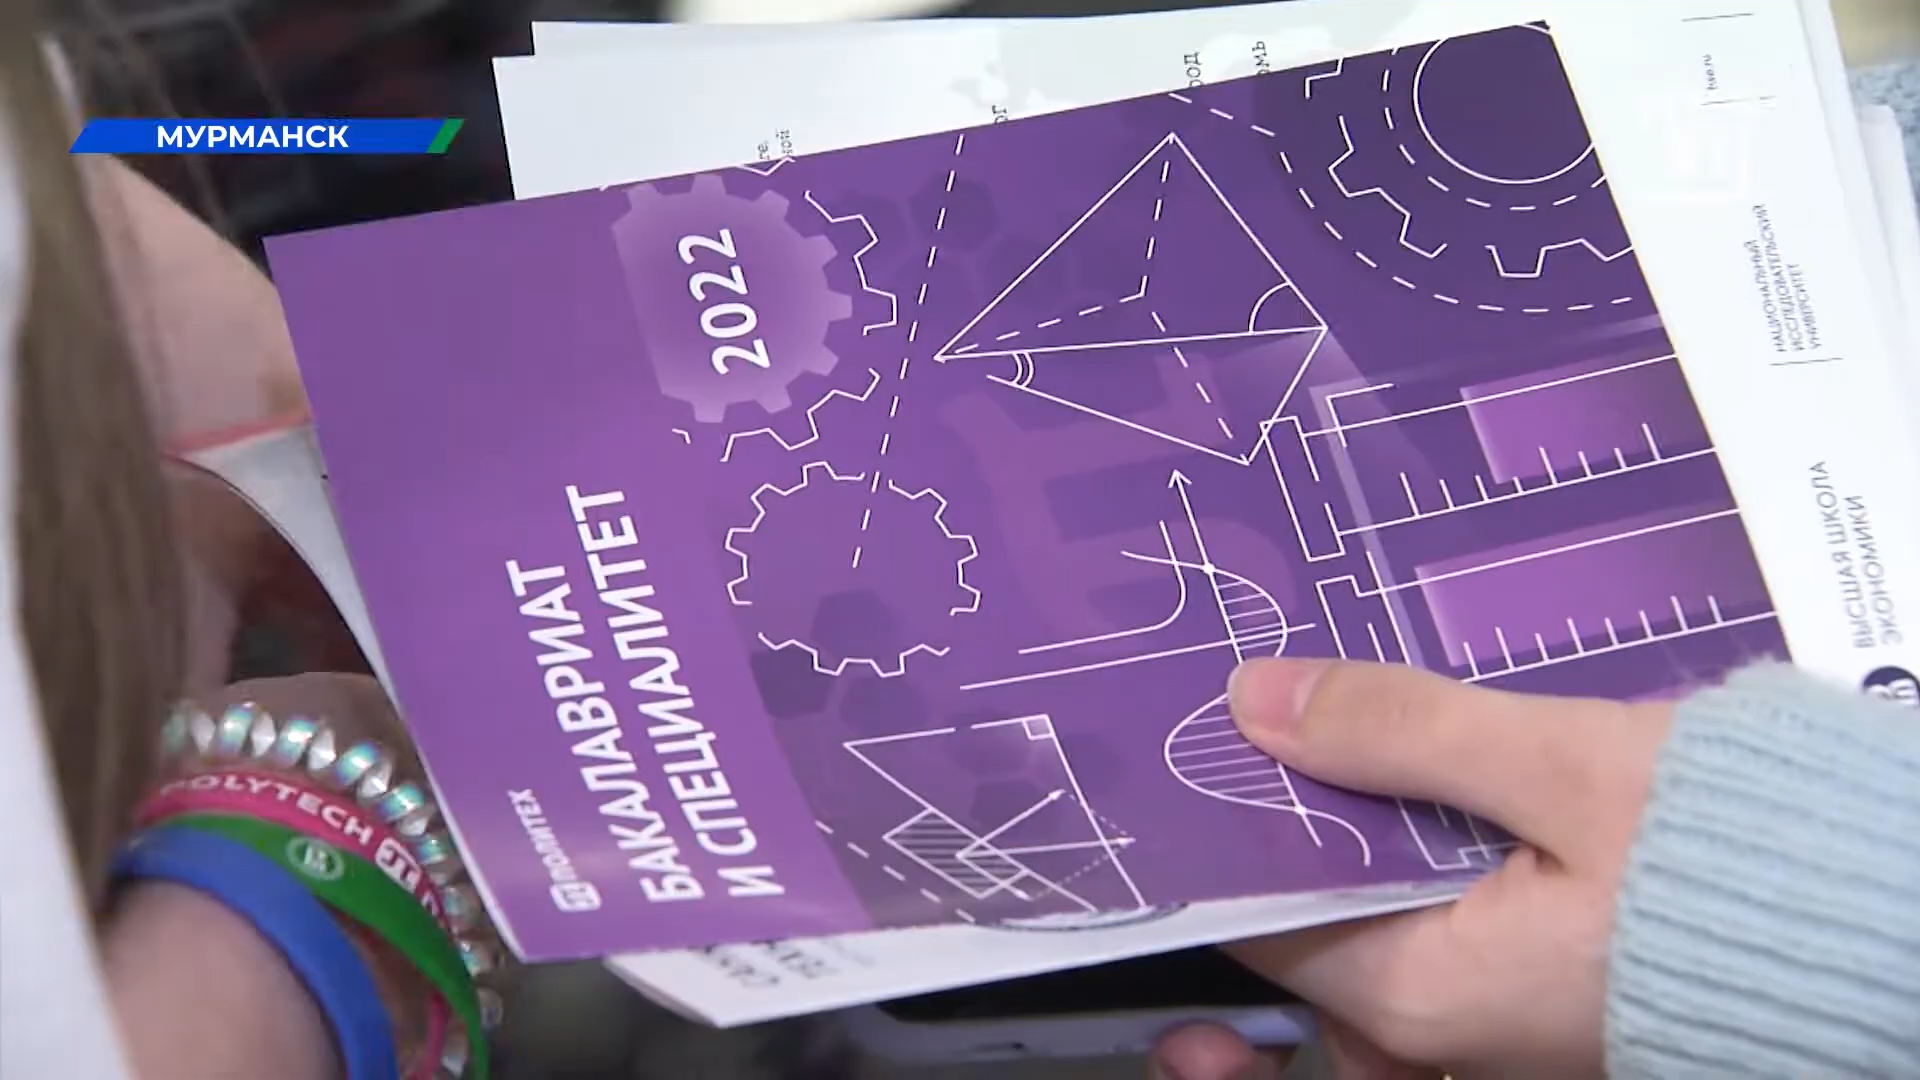 МУРМАНСК
2022
БАКАЛАВРИАТ
И СПЕЦИАЛИТЕТ
ПОЛИТЕХ
POLYTECH
НАЦИОНАЛЬНЫЙ
ИССЛЕДОВАТЕЛЬСКИЙ
УНИВЕРСИТЕТ
ВЫСШАЯ ШКОЛА
ЭКОНОМИКИ
hse.ru